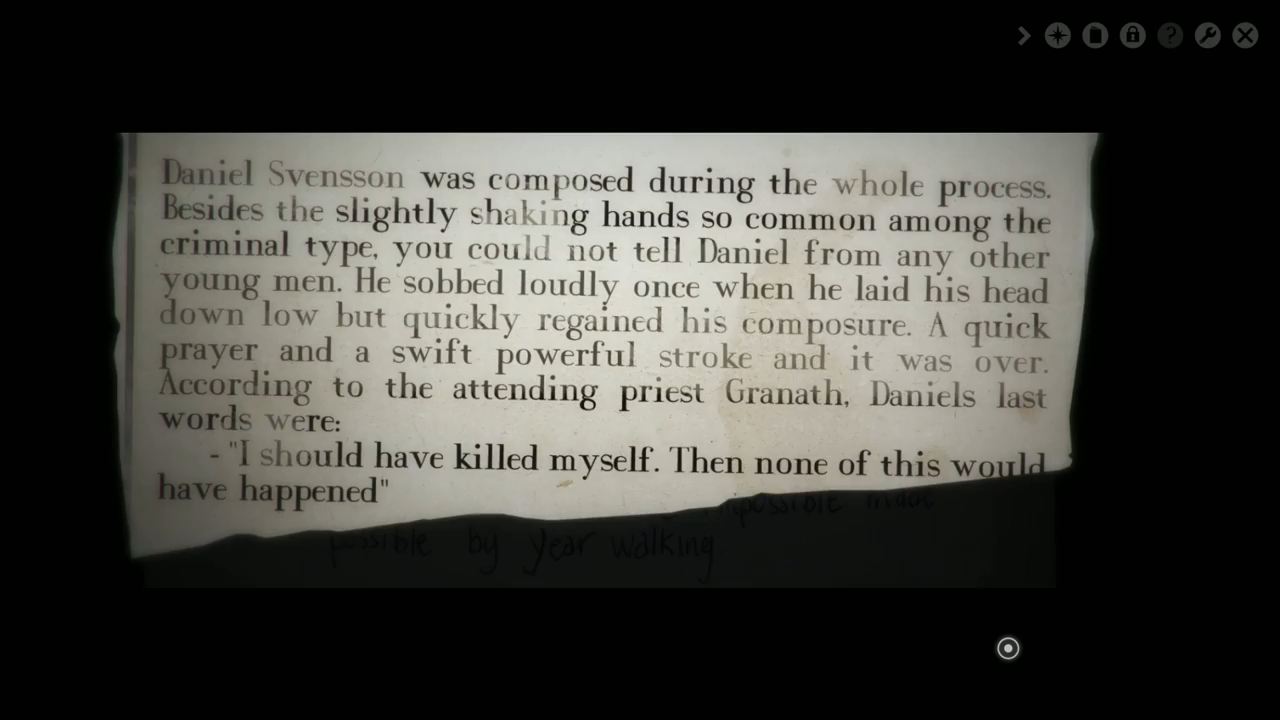 Daniel Svensson was composed during the whole process.
Besides the slightly shaking hands so common among the
criminal type, you could not tell Daniel from any other
young men. He sobbed loudly once when he laid his head
down low but quickly regained his composure. A quick
prayer and a swift powerful stroke and it was over.
According to the attending priest Granath, Daniels last
words were:
- "I should have killed myself. Then none of this would
have happened"
impossible made
possible by year walking